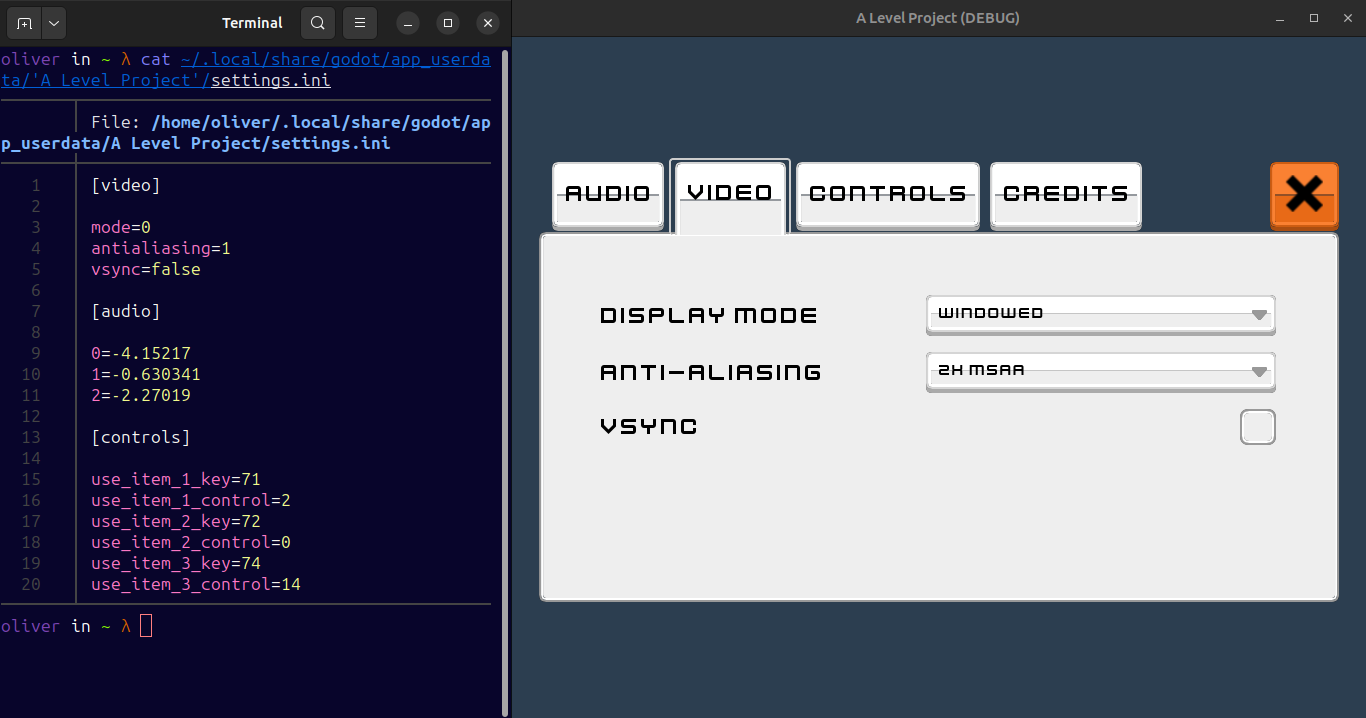 Terminal
oliver in ~ λ cat ~/.local/share/godot/app_userda
ta/'A Level Project'/settings.ini
File: /home/oliver/.local/share/godot/ap
p_userdata/A Level Project/settings.ini
1 [video]
2
3 mode=0
4 antialiasing=1
5 vsync=false
6
7 [audio]
8
9 0=-4.15217
10 1=-0.630341
11 2=-2.27019
12
13 [controls]
14
15 use_item_1_key=71
16 use_item_1_control=2
17 use_item_2_key=72
18 use_item_2_control=0
19 use_item_3_key=74
20 use_item_3_control=14
oliver in ~ λ
A Level Project (DEBUG)
AUDIO VIDEO CONTROLS CREDITS
DISPLAY MODE WINDOWED
ANTI-ALIASING 2X MSAA
VSYNC